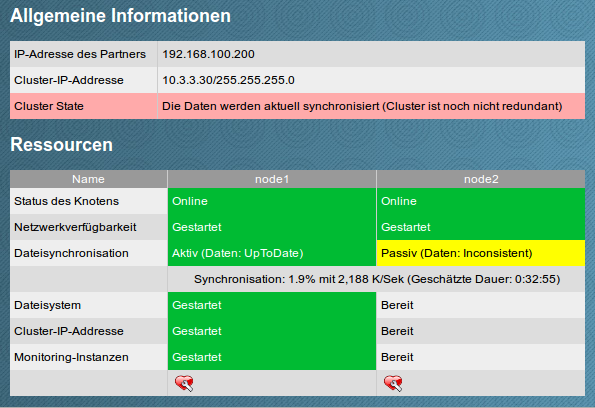 Allgemeine Informationen
IP-Adresse des Partners 192.168.100.200
Cluster-IP-Addresse 10.3.3.30/255.255.255.0
Cluster State Die Daten werden aktuell synchronisiert (Cluster ist noch nicht redundant)
Ressourcen
Name node1 node2
Status des Knotens Online Online
Netzwerkverfügbarkeit Gestartet Gestartet
Dateisynchronisation Aktiv (Daten: UpToDate) Passiv (Daten: Inconsistent)
Synchronisation: 1.9% mit 2,188 K/Sek (Geschätzte Dauer: 0:32:55)
Dateisystem Gestartet Bereit
Cluster-IP-Addresse Gestartet Bereit
Monitoring-Instanzen Gestartet Bereit